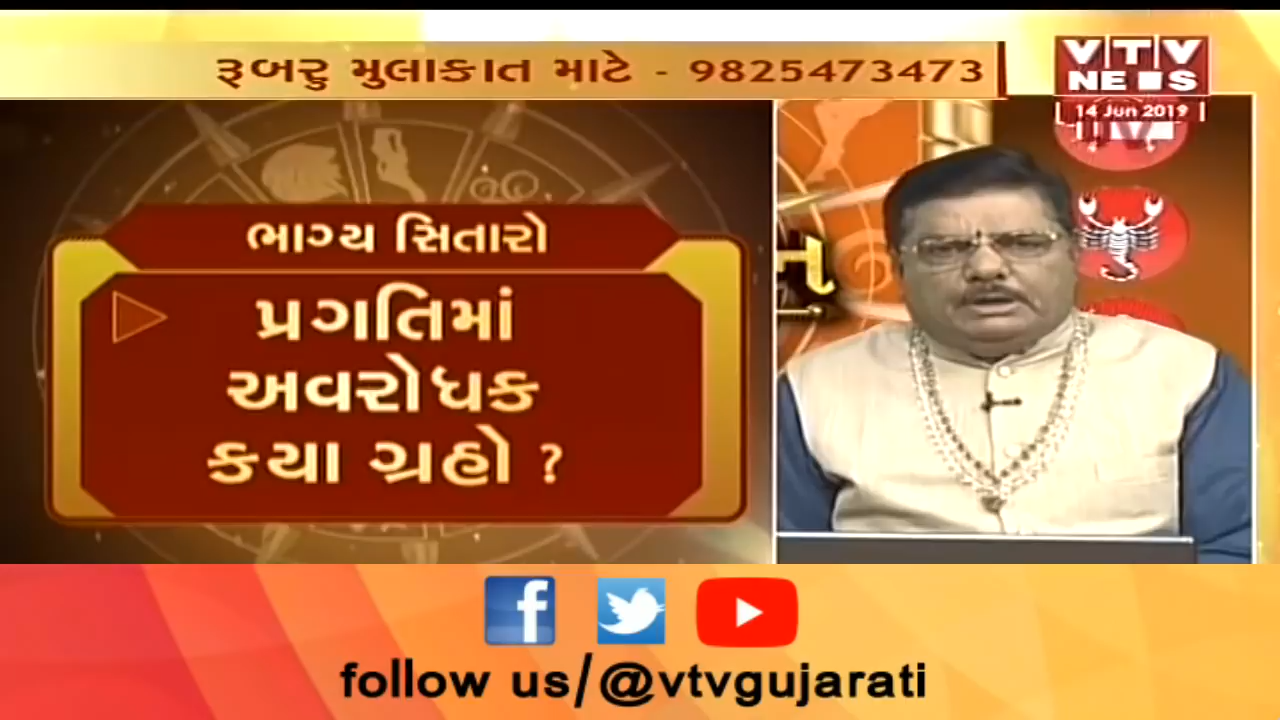 રૂબરુ મુલાકાત માટે - 9825473473
VTV
NEWS
14 Jun 2019
ભાગ્ય સિતારો
પ્રગતિમાં
અવરોધક
કયા ગ્રહો ?
follow us/@vtvgujarati